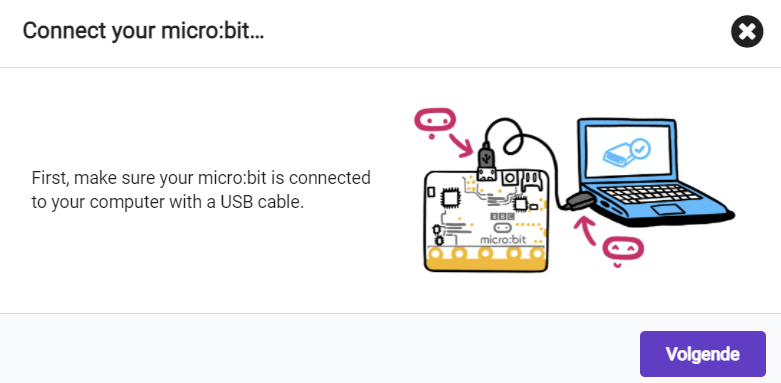 Connect your micro:bit...
First, make sure your micro:bit is connected
to your computer with a USB cable.
BBC
micro:bit
Volgende